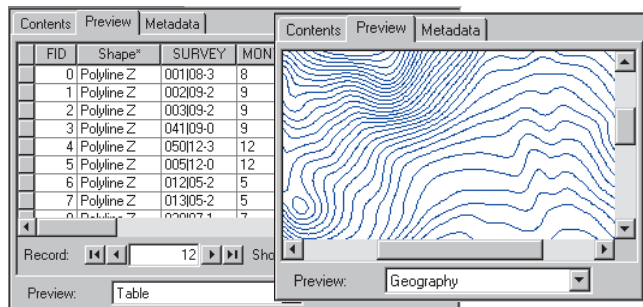 Contents Preview Metadata
FID Shape* SURVEY MONT
0 Polyline Z 001|08-3 8
1 Polyline Z 002|09-2 9
2 Polyline Z 003|09-2 9
3 Polyline Z 041|09-0 9
4 Polyline Z 050|12-3 12
5 Polyline Z 005|12-0 12
6 Polyline Z 012|05-2 5
7 Polyline Z 013|05-2 5
Record: 12 Sho
Preview: Table
Contents Preview Metadata
Preview: Geography